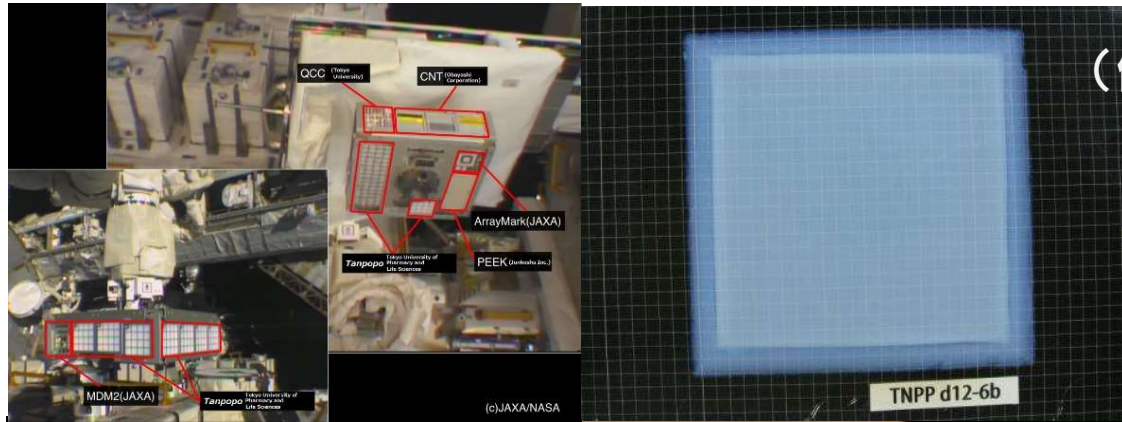 QCC (Tokyo University)
CNT (Obayashi Corporation)
ArrayMark(JAXA)
Tanpopo Tokyo University of Pharmacy and Life Sciences
PEEK (Junkosha Inc.)
MDM2(JAXA)
Tanpopo Tokyo University of Pharmacy and Life Sciences
(c)JAXA/NASA
TNPP d12-6b